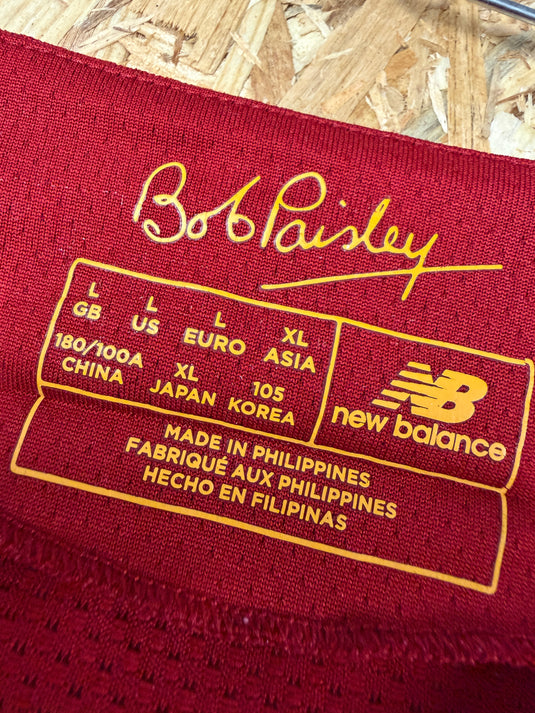 Bob Paisley
L GB
L US
L EURO
XL ASIA
180/100A CHINA
XL JAPAN
105 KOREA
NB
new balance
MADE IN PHILIPPINES
FABRIQUÉ AUX PHILIPPINES
HECHO EN FILIPINAS